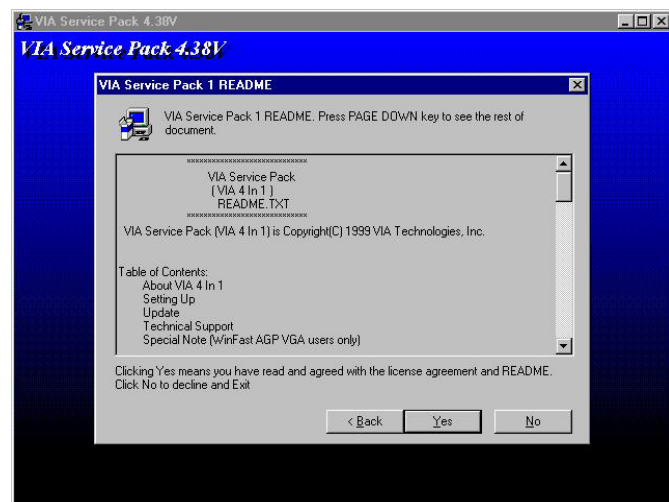 VIA Service Pack 4.38V
VIA Service Pack 4.38V
VIA Service Pack 1 README
VIA Service Pack 1 README. Press PAGE DOWN key to see the rest of
document.
××××××××××××××××××××××××××××
VIA Service Pack
( VIA 4 In 1 )
README.TXT
××××××××××××××××××××××××××××
VIA Service Pack (VIA 4 In 1) is Copyright(C) 1999 VIA Technologies, Inc.
Table of Contents:
About VIA 4 In 1
Setting Up
Update
Technical Support
Special Note (WinFast AGP VGA users only)
Clicking Yes means you have read and agreed with the license agreement and README.
Click No to decline and Exit
< Back Yes No